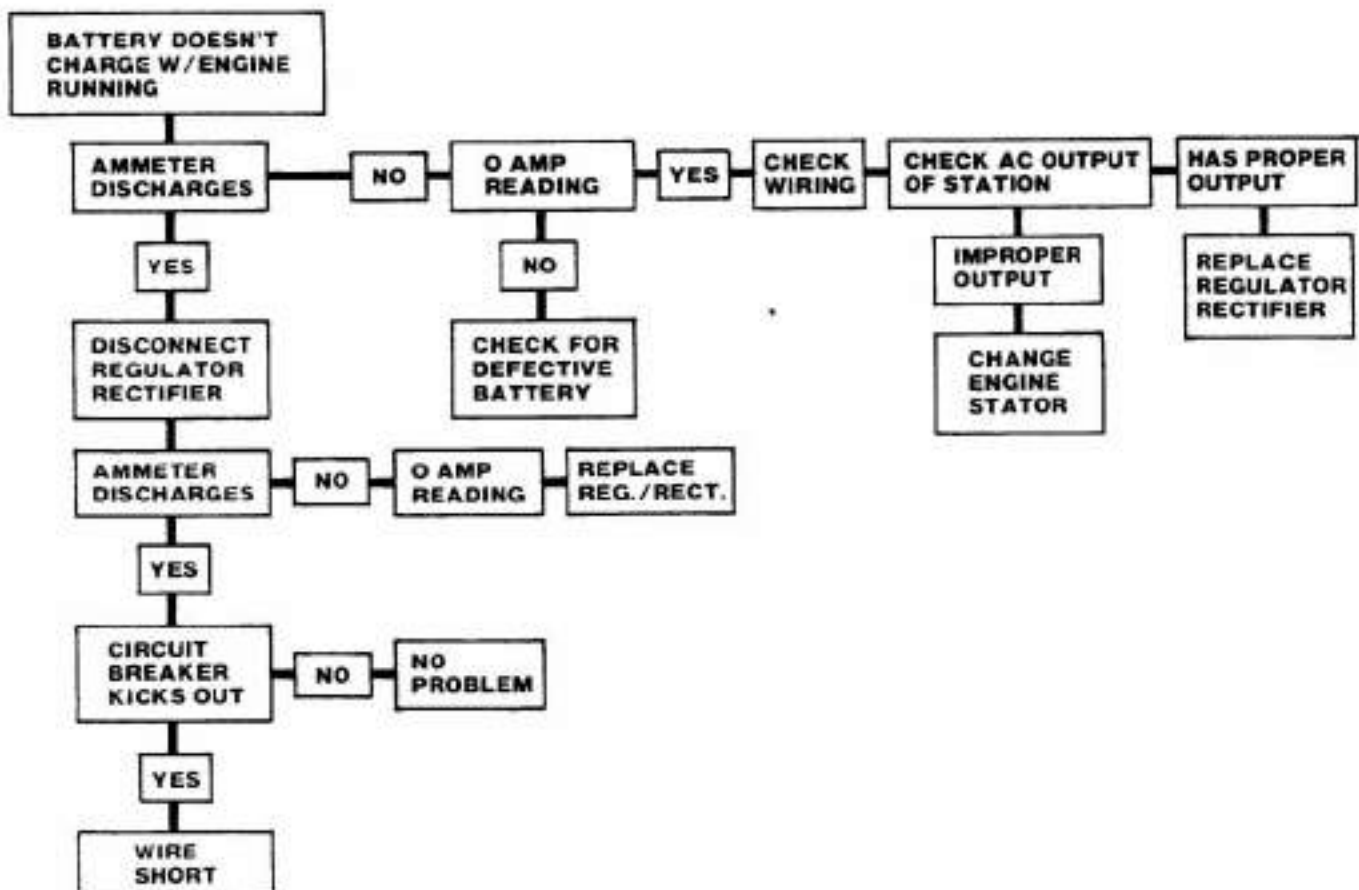 BATTERY DOESN'T
CHARGE W/ENGINE
RUNNING
AMMETER
DISCHARGES
NO
O AMP
READING
YES
CHECK
WIRING
CHECK AC OUTPUT
OF STATION
HAS PROPER
OUTPUT
YES
NO
IMPROPER
OUTPUT
REPLACE
REGULATOR
RECTIFIER
DISCONNECT
REGULATOR
RECTIFIER
CHECK FOR
DEFECTIVE
BATTERY
CHANGE
ENGINE
STATOR
AMMETER
DISCHARGES
NO
O AMP
READING
REPLACE
REG./RECT.
YES
CIRCUIT
BREAKER
KICKS OUT
NO
NO
PROBLEM
YES
WIRE
SHORT